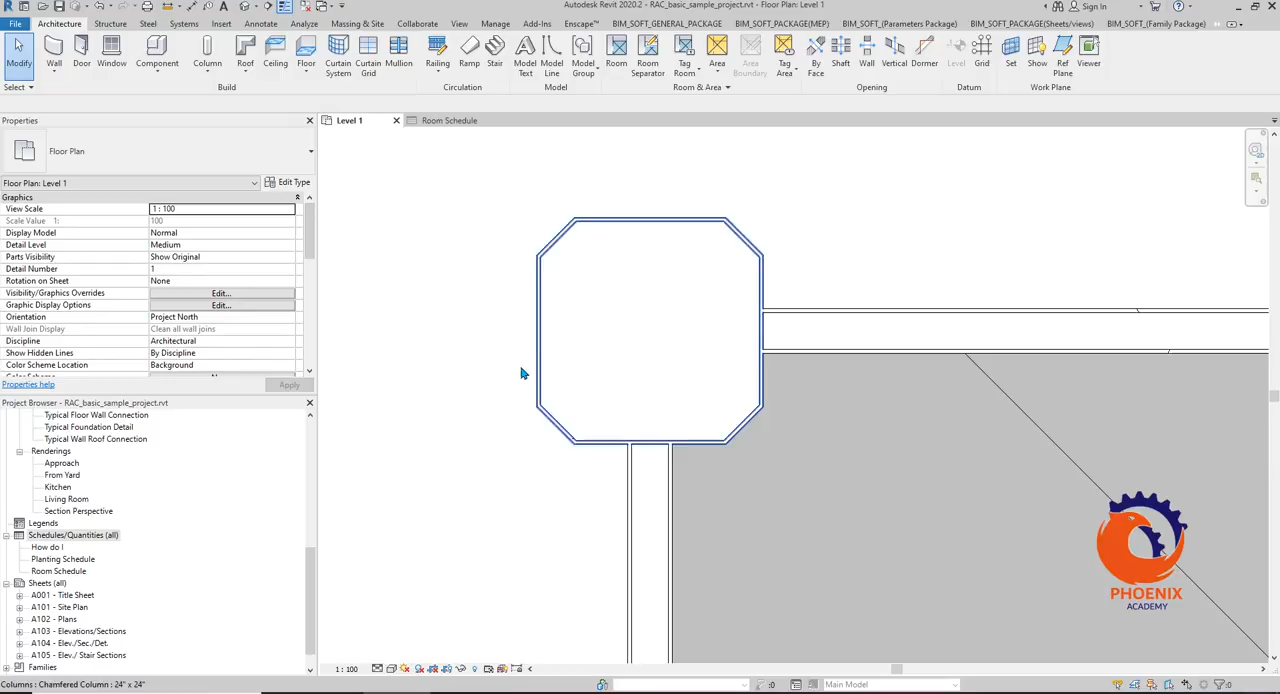 Autodesk Revit 2020.2 - RAC_basic_sample_project.rvt - Floor Plan: Level 1
Sign In
File Architecture Structure Steel Systems Insert Annotate Analyze Massing & Site Collaborate View Manage Add-Ins Enscape™ BIM_SOFT_GENERAL_PACKAGE BIM_SOFT_PACKAGE(MEP) BIM_SOFT_(Parameters Package) BIM_SOFT_PACKAGE(Sheets/views) BIM_SOFT_(Family Package)
Modify Wall Door Window Component Column Roof Ceiling Floor Curtain System Curtain Grid Mullion Railing Ramp Stair Model Text Model Line Model Group Room Room Separator Tag Room Area Area Boundary Tag Area By Face Shaft Wall Vertical Dormer Level Grid Set Show Ref Plane Viewer
Select Build Circulation Model Room & Area Opening Datum Work Plane
Properties
Level 1 Room Schedule
Floor Plan
Floor Plan: Level 1 Edit Type
Graphics
View Scale 1 : 100
Scale Value 1: 100
Display Model Normal
Detail Level Medium
Parts Visibility Show Original
Detail Number 1
Rotation on Sheet None
Visibility/Graphics Overrides Edit...
Graphic Display Options Edit...
Orientation Project North
Wall Join Display Clean all wall joins
Discipline Architectural
Show Hidden Lines By Discipline
Color Scheme Location Background
Properties help Apply
Project Browser - RAC_basic_sample_project.rvt
Typical Floor Wall Connection
Typical Foundation Detail
Typical Wall Roof Connection
Renderings
Approach
From Yard
Kitchen
Living Room
Section Perspective
Legends
Schedules/Quantities (all)
How do I
Planting Schedule
Room Schedule
Sheets (all)
A001 - Title Sheet
A101 - Site Plan
A102 - Plans
A103 - Elevations/Sections
A104 - Elev./Sec./Det.
A105 - Elev./ Stair Sections
Families
PHOENIX
ACADEMY
1 : 100
Columns : Chamfered Column : 24" x 24"
:0 Main Model :0